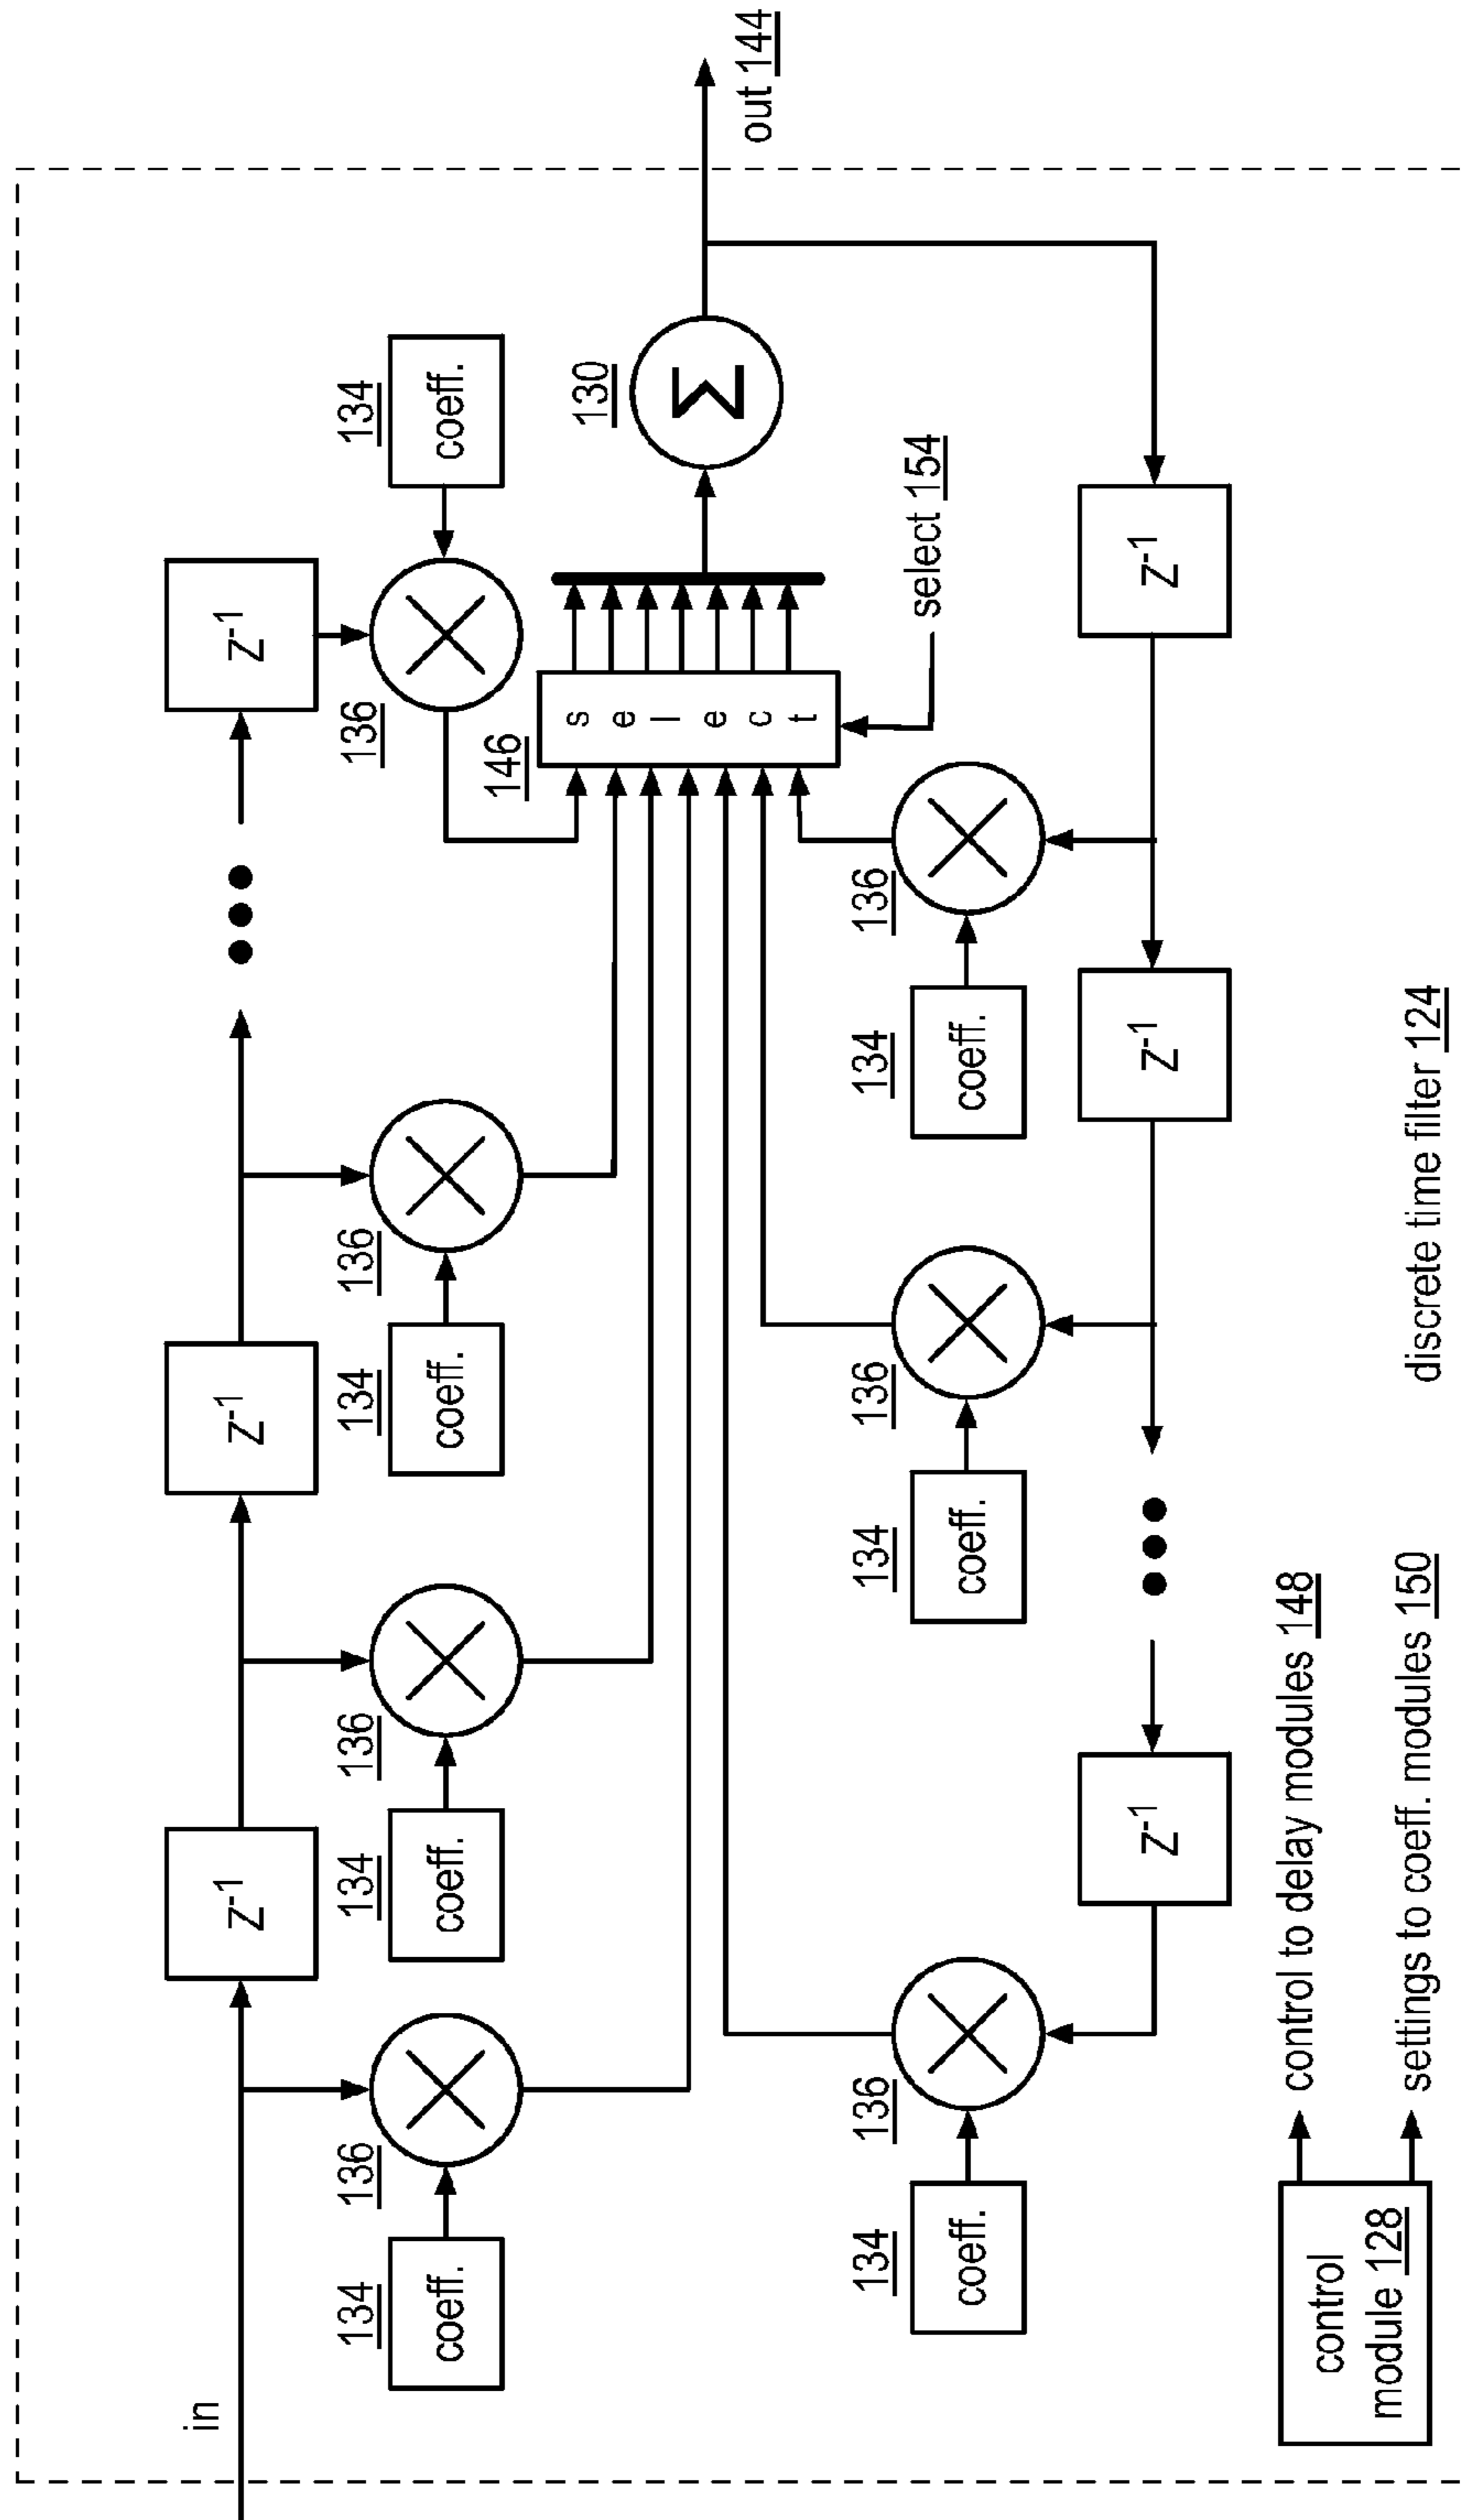 in
z-1
z-1
z-1
134
coeff.
136
134
coeff.
136
134
coeff.
136
136
134
coeff.
146
select
130
out 144
select 154
134
coeff.
136
134
coeff.
136
134
coeff.
136
z-1
z-1
z-1
control
module 128
control to delay modules 148
settings to coeff. modules 150
discrete time filter 124